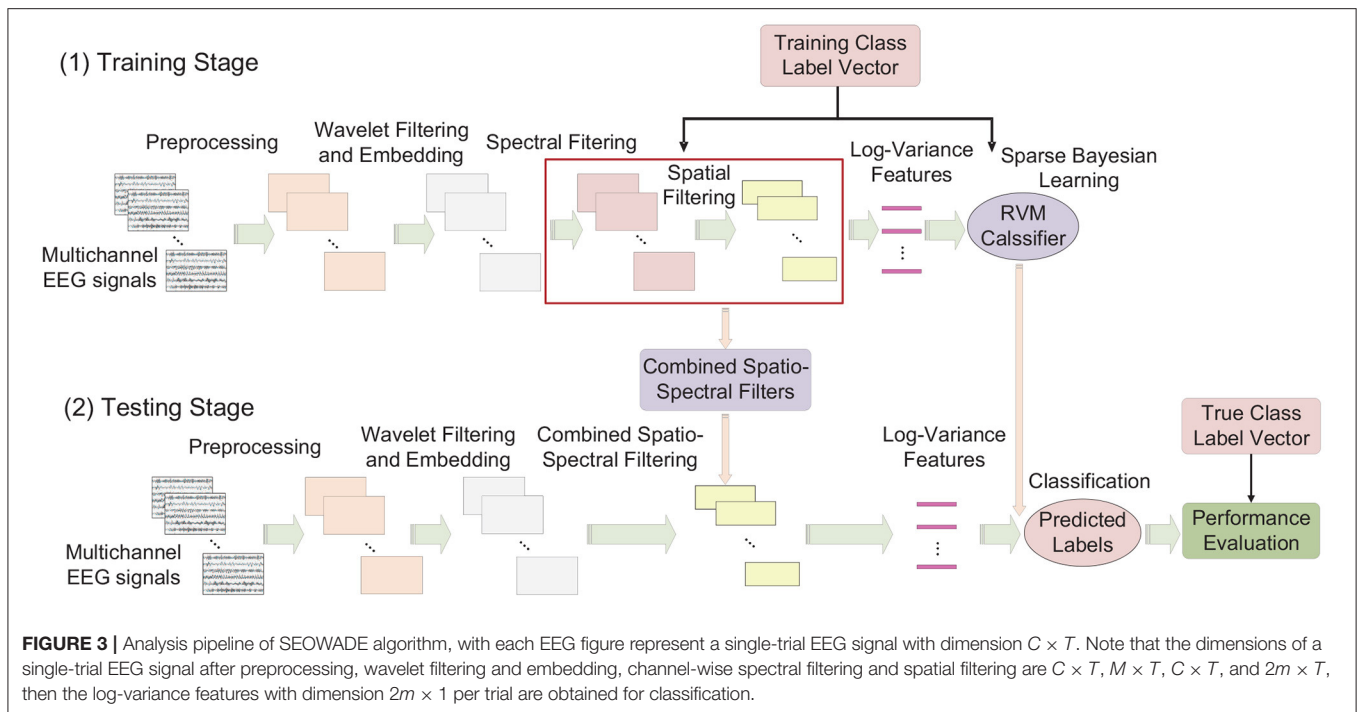 (1) Training Stage
Training Class
Label Vector
Preprocessing
Wavelet Filtering
and Embedding
Spectral Fitering
Spatial
Filtering
Log-Variance
Features
Sparse Bayesian
Learning
RVM
Calssifier
Multichannel
EEG signals
Combined Spatio-
Spectral Filters
(2) Testing Stage
Preprocessing
Wavelet Filtering
and Embedding
Combined Spatio-
Spectral Filtering
Log-Variance
Features
True Class
Label Vector
Classification
Predicted
Labels
Performance
Evaluation
Multichannel
EEG signals
FIGURE 3 | Analysis pipeline of SEOWADE algorithm, with each EEG figure represent a single-trial EEG signal with dimension C × T. Note that the dimensions of a
single-trial EEG signal after preprocessing, wavelet filtering and embedding, channel-wise spectral filtering and spatial filtering are C × T, M × T, C × T, and 2m × T,
then the log-variance features with dimension 2m × 1 per trial are obtained for classification.